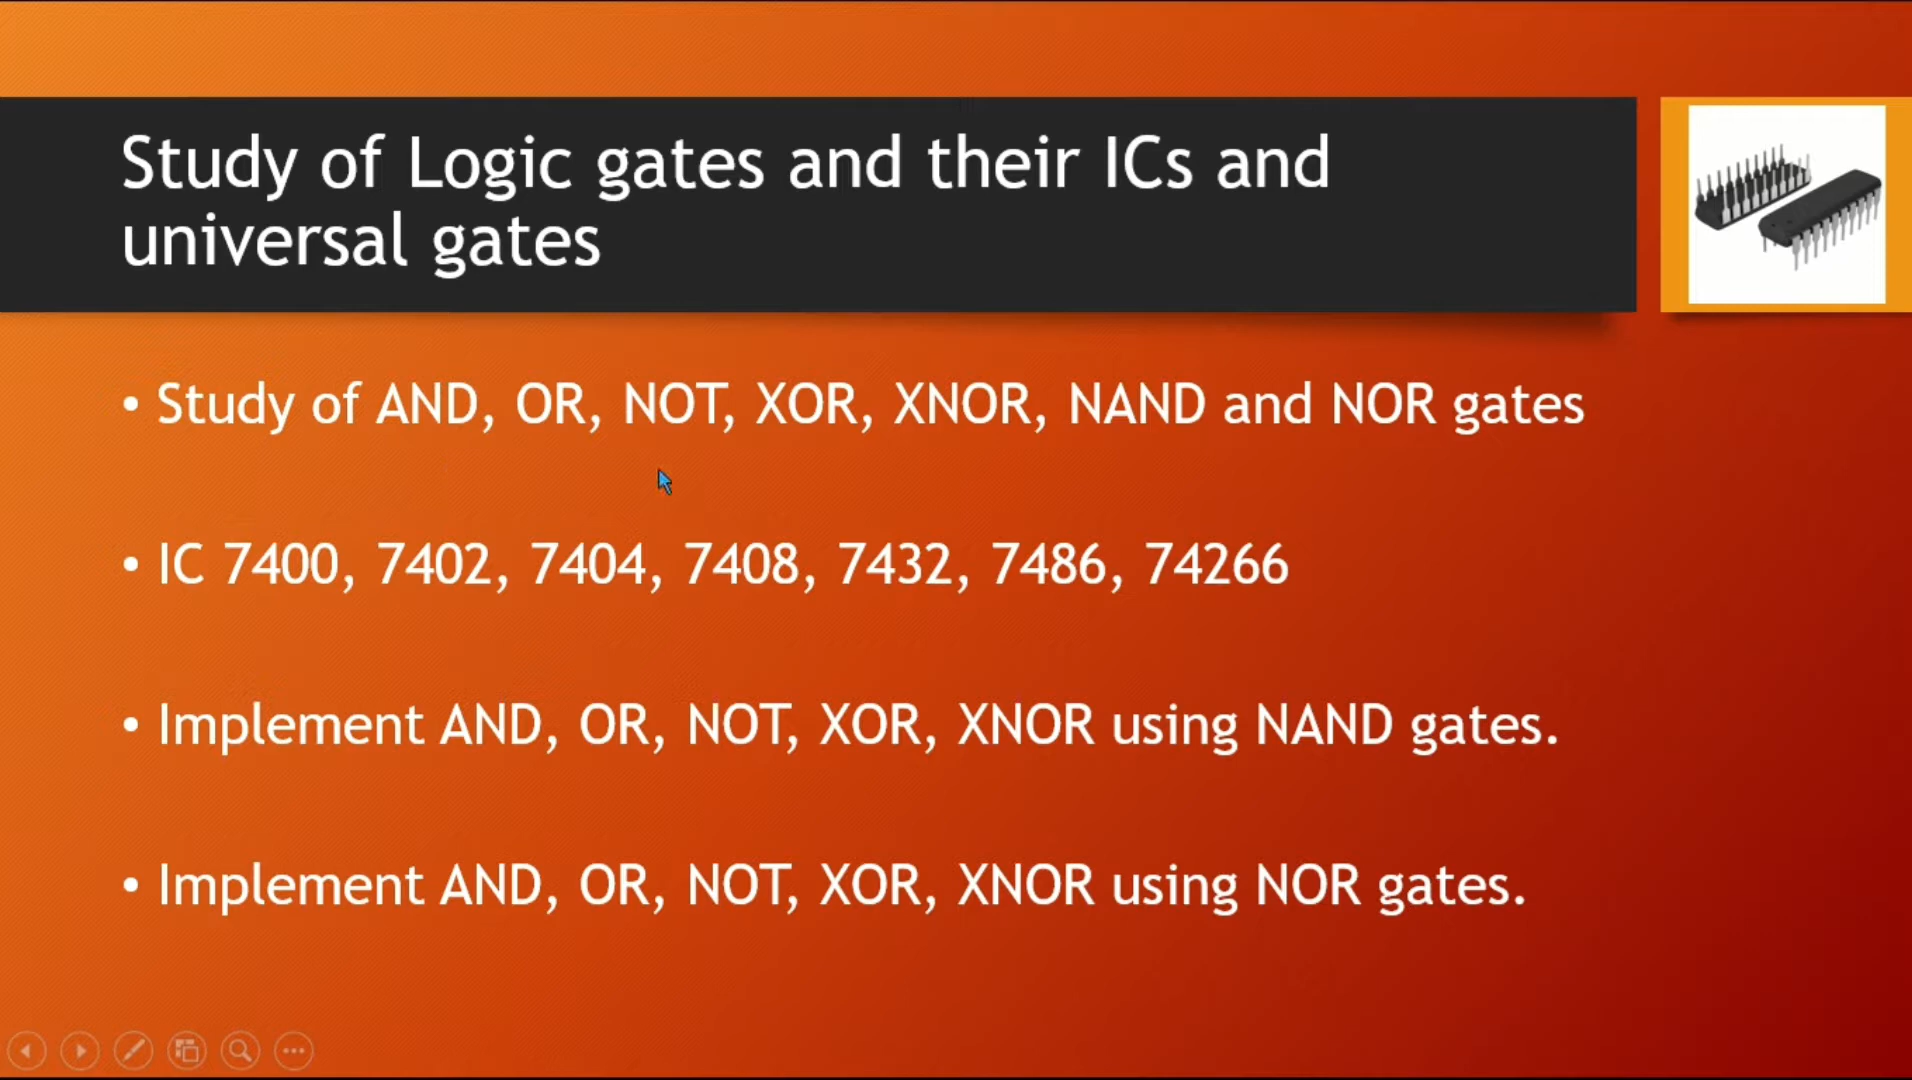 Study of Logic gates and their ICs and
universal gates
• Study of AND, OR, NOT, XOR, XNOR, NAND and NOR gates
• IC 7400, 7402, 7404, 7408, 7432, 7486, 74266
• Implement AND, OR, NOT, XOR, XNOR using NAND gates.
• Implement AND, OR, NOT, XOR, XNOR using NOR gates.